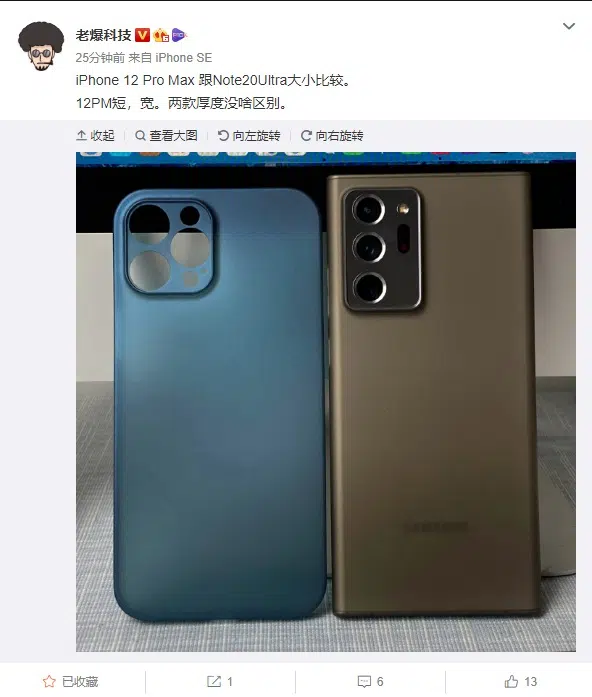 老爆科技
25分钟前 来自 iPhone SE
iPhone 12 Pro Max 跟Note20Ultra大小比较。
12PM短，宽。两款厚度没啥区别。
收起 查看大图 向左旋转 向右旋转
SAMSUNG
已收藏 1 6 13